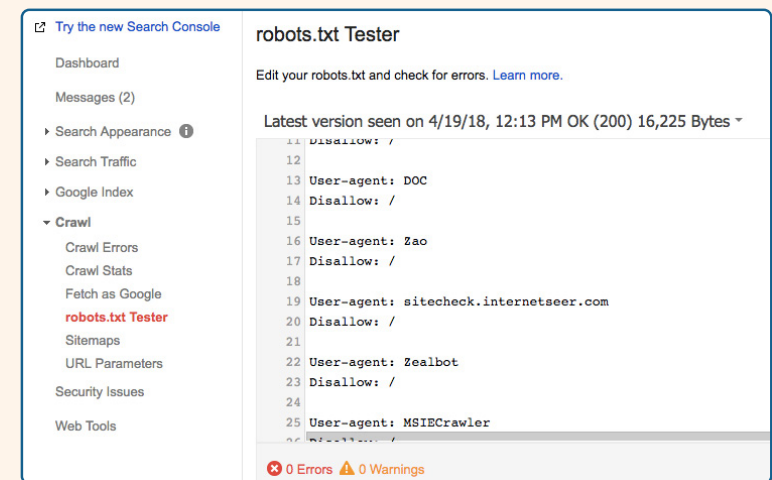 Try the new Search Console
Dashboard
Messages (2)
Search Appearance
Search Traffic
Google Index
Crawl
Crawl Errors
Crawl Stats
Fetch as Google
robots.txt Tester
Sitemaps
URL Parameters
Security Issues
Web Tools
robots.txt Tester
Edit your robots.txt and check for errors. Learn more.
Latest version seen on 4/19/18, 12:13 PM OK (200) 16,225 Bytes
11 Disallow: /
12
13 User-agent: DOC
14 Disallow: /
15
16 User-agent: Zao
17 Disallow: /
18
19 User-agent: sitecheck.internetseer.com
20 Disallow: /
21
22 User-agent: Zealbot
23 Disallow: /
24
25 User-agent: MSIECrawler
26 Disallow: /
0 Errors 0 Warnings